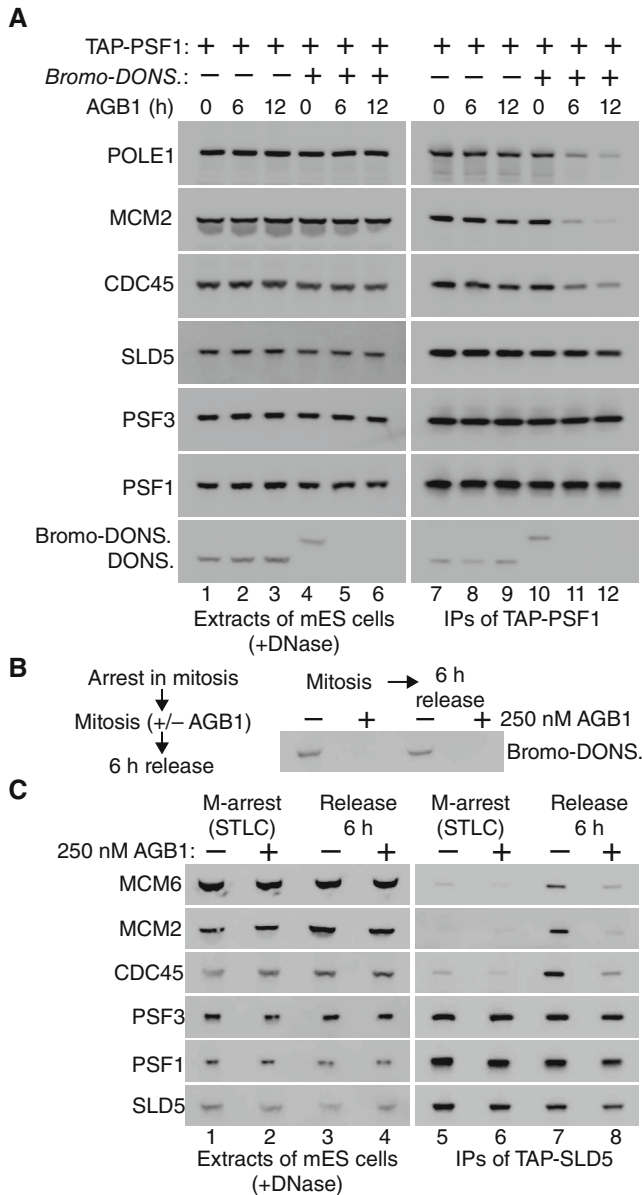 A
TAP-PSF1: + + + + + + + + + + + +
Bromo-DONS.: − − − + + + − − − + + +
AGB1 (h) 0 6 12 0 6 12 0 6 12 0 6 12
POLE1
MCM2
CDC45
SLD5
PSF3
PSF1
Bromo-DONS.
DONS.
1 2 3 4 5 6 7 8 9 10 11 12
Extracts of mES cells IPs of TAP-PSF1
(+DNase)
B
Arrest in mitosis
Mitosis (+/− AGB1)
6 h release
Mitosis → 6 h
release
− + − + 250 nM AGB1
Bromo-DONS.
C
M-arrest Release M-arrest Release
(STLC) 6 h (STLC) 6 h
250 nM AGB1: − + − + − + − +
MCM6
MCM2
CDC45
PSF3
PSF1
SLD5
1 2 3 4 5 6 7 8
Extracts of mES cells IPs of TAP-SLD5
(+DNase)